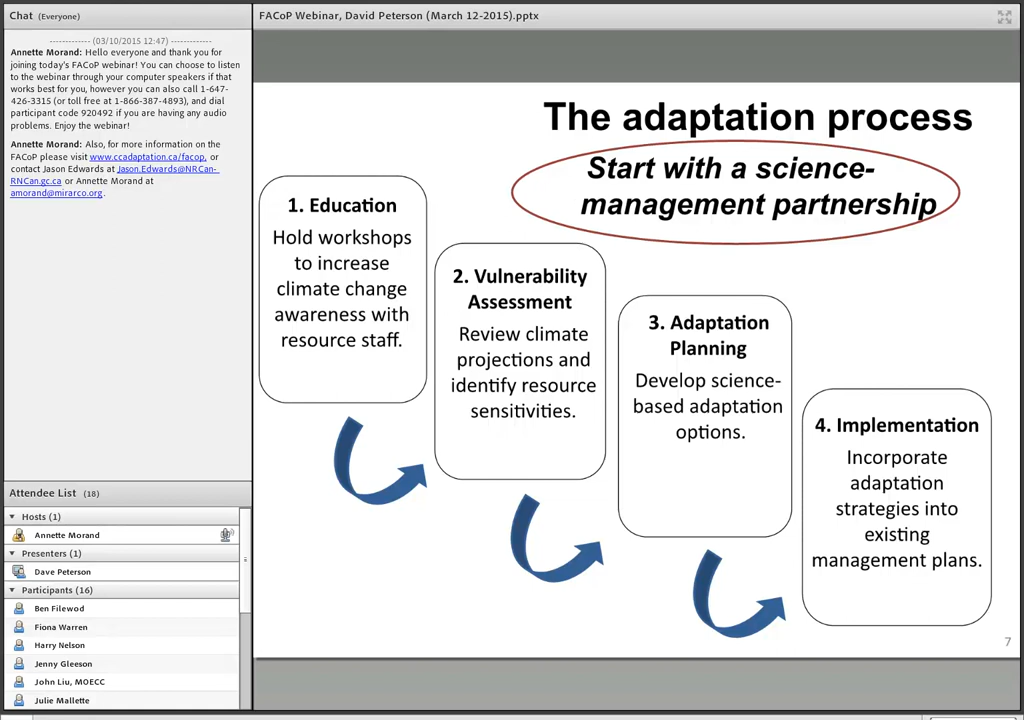 Chat (Everyone)
------------- (03/10/2015 12:47) -------------
Annette Morand: Hello everyone and thank you for
joining today's FACoP webinar! You can choose to listen
to the webinar through your computer speakers if that
works best for you, however you can also call 1-647-
426-3315 (or toll free at 1-866-387-4893), and dial
participant code 920492 if you are having any audio
problems. Enjoy the webinar!
Annette Morand: Also, for more information on the
FACoP please visit www.ccadaptation.ca/facop, or
contact Jason Edwards at Jason.Edwards@NRCan-
RNCan.gc.ca or Annette Morand at
amorand@mirarco.org.
Attendee List (18)
Hosts (1)
Annette Morand
Presenters (1)
Dave Peterson
Participants (16)
Ben Filewod
Fiona Warren
Harry Nelson
Jenny Gleeson
John Liu, MOECC
Julie Mallette
FACoP Webinar, David Peterson (March 12-2015).pptx
The adaptation process
Start with a science-
management partnership
1. Education
Hold workshops
to increase
climate change
awareness with
resource staff.
2. Vulnerability
Assessment
Review climate
projections and
identify resource
sensitivities.
3. Adaptation
Planning
Develop science-
based adaptation
options.
4. Implementation
Incorporate
adaptation
strategies into
existing
management plans.
7